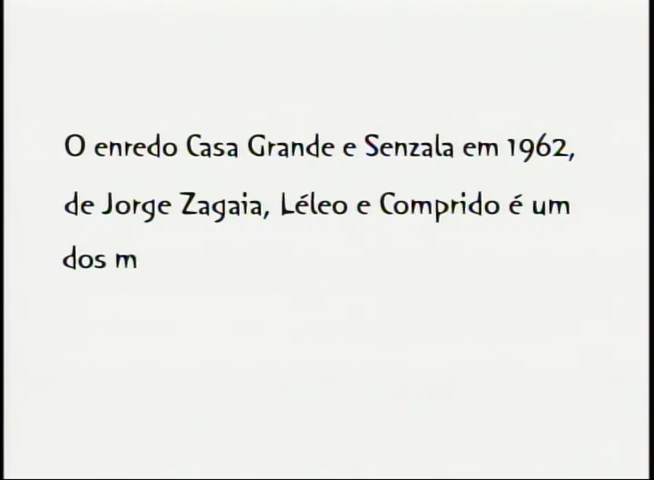 O enredo Casa Grande e Senzala em 1962,
de Jorge Zagaia, Léleo e Comprido é um
dos m